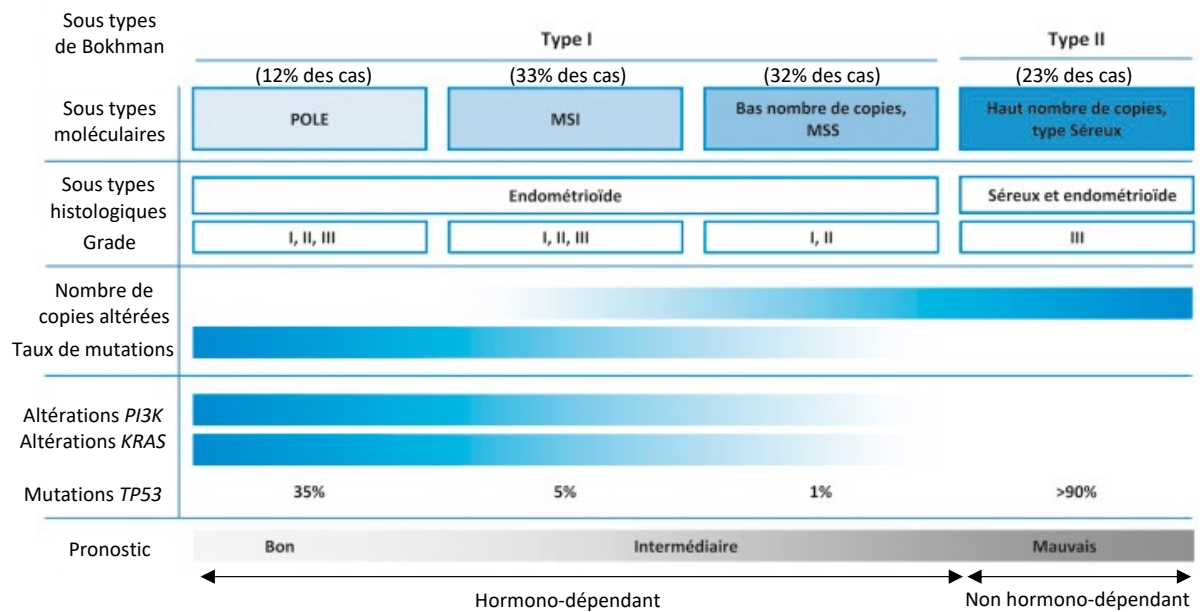 Sous types
de Bokhman
Type I
Type II
(12% des cas)
(33% des cas)
(32% des cas)
(23% des cas)
Sous types
moléculaires
POLE
MSI
Bas nombre de copies,
MSS
Haut nombre de copies,
type Séreux
Sous types
histologiques
Endométrioïde
Séreux et endométrioïde
Grade
I, II, III
I, II, III
I, II
III
Nombre de
copies altérées
Taux de mutations
Altérations PI3K
Altérations KRAS
Mutations TP53
35%
5%
1%
>90%
Pronostic
Bon
Intermédiaire
Mauvais
Hormono-dépendant
Non hormono-dépendant